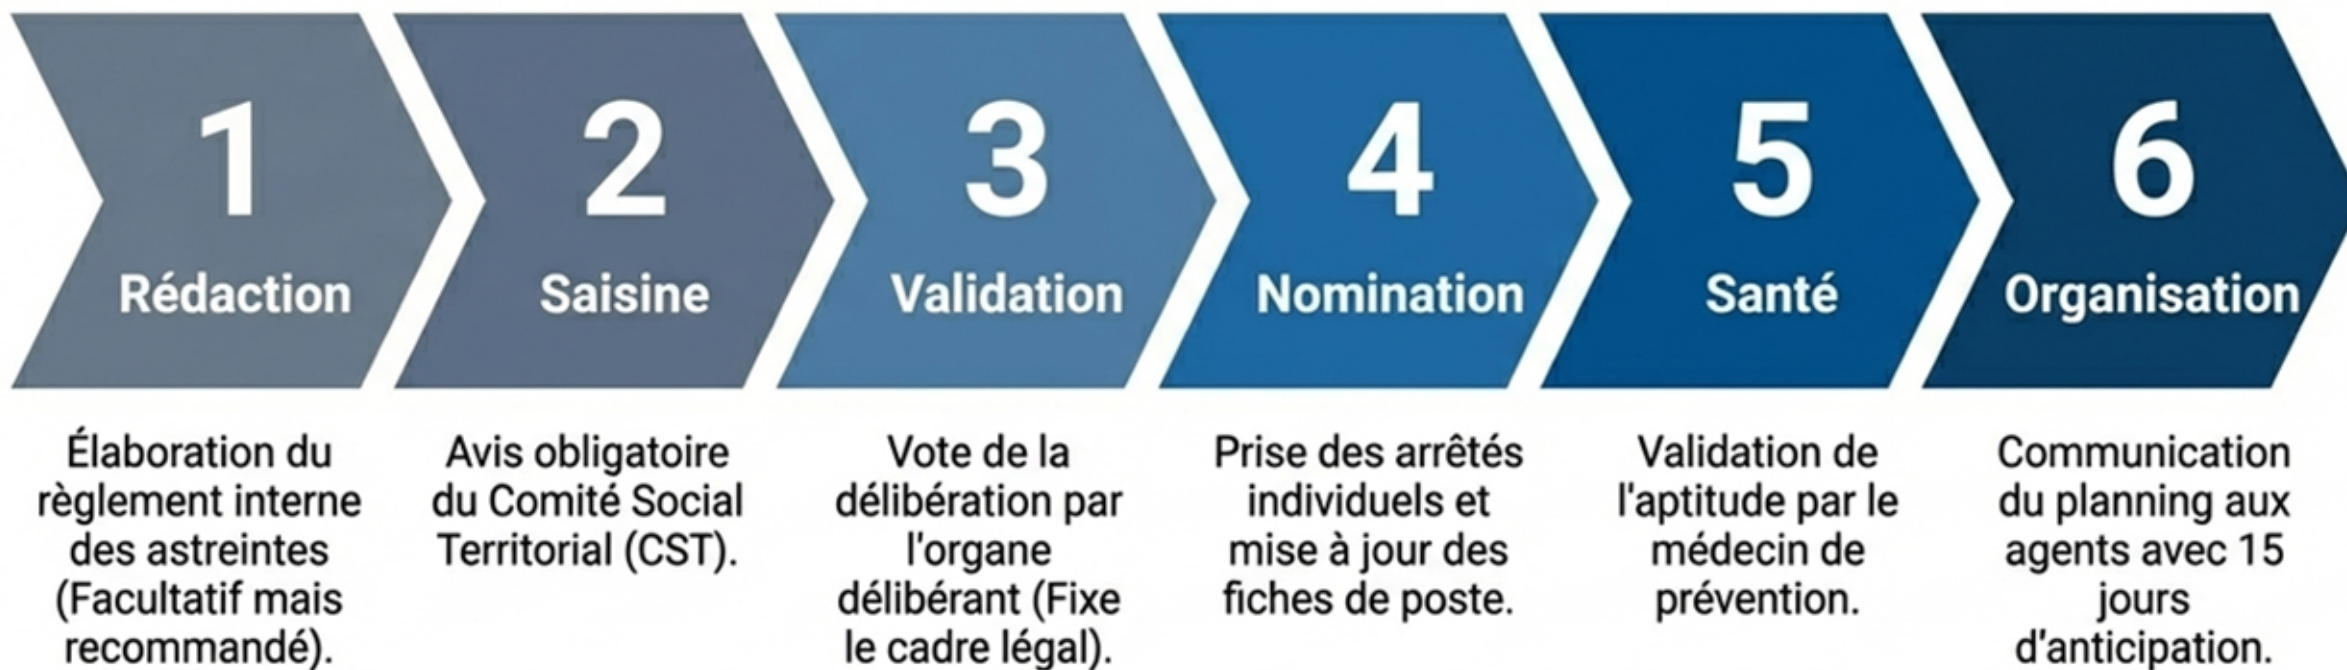 1
Rédaction
Élaboration du
règlement interne
des astreintes
(Facultatif mais
recommandé).
2
Saisine
Avis obligatoire
du Comité Social
Territorial (CST).
3
Validation
Vote de la
délibération par
l'organe
délibérant (Fixe
le cadre légal).
4
Nomination
Prise des arrêtés
individuels et
mise à jour des
fiches de poste.
5
Santé
Validation de
l'aptitude par le
médecin de
prévention.
6
Organisation
Communication
du planning aux
agents avec 15
jours
d'anticipation.